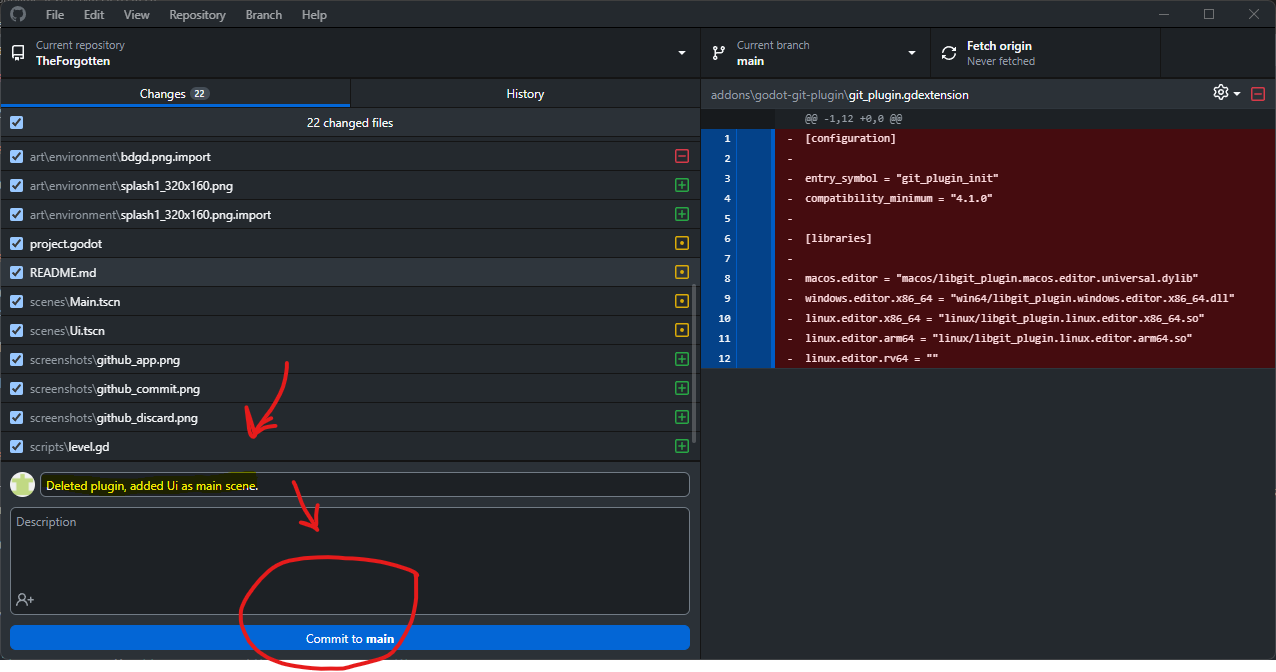 File Edit View Repository Branch Help
Current repository
TheForgotten
Current branch
main
Fetch origin
Never fetched
Changes 22
History
22 changed files
art\environment\bdgd.png.import
art\environment\splash1_320x160.png
art\environment\splash1_320x160.png.import
project.godot
README.md
scenes\Main.tscn
scenes\Ui.tscn
screenshots\github_app.png
screenshots\github_commit.png
screenshots\github_discard.png
scripts\level.gd
Deleted plugin, added Ui as main scene.
Description
Commit to main
addons\godot-git-plugin\git_plugin.gdextension
@@ -1,12 +0,0 @@
1 - [configuration]
2 -
3 - entry_symbol = "git_plugin_init"
4 - compatibility_minimum = "4.1.0"
5 -
6 - [libraries]
7 -
8 - macos.editor = "macos/libgit_plugin.macos.editor.universal.dylib"
9 - windows.editor.x86_64 = "win64/libgit_plugin.windows.editor.x86_64.dll"
10 - linux.editor.x86_64 = "linux/libgit_plugin.linux.editor.x86_64.so"
11 - linux.editor.arm64 = "linux/libgit_plugin.linux.editor.arm64.so"
12 - linux.editor.rv64 = ""